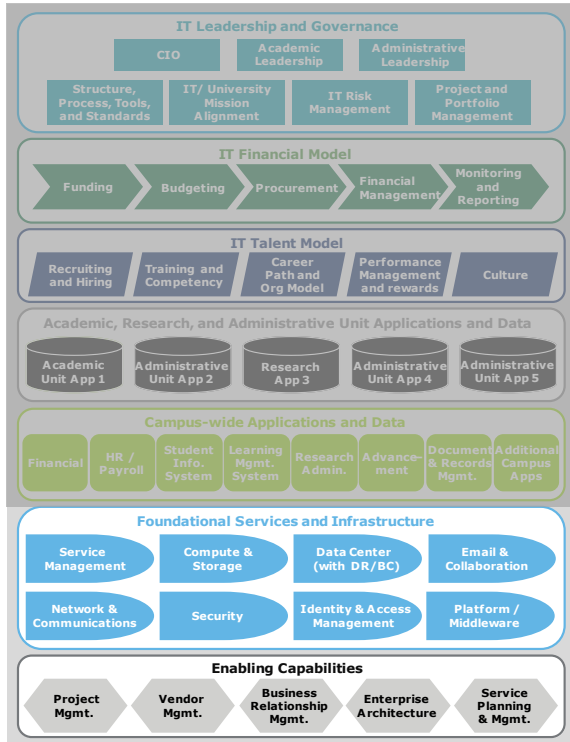 IT Leadership and Governance
CIO
Academic
Leadership
Administrative
Leadership
Structure,
Process, Tools,
and Standards
IT/ University
Mission
Alignment
IT Risk
Management
Project and
Portfolio
Management
IT Financial Model
Funding
Budgeting
Procurement
Financial
Management
Monitoring
and
Reporting
IT Talent Model
Recruiting
and Hiring
Training and
Competency
Career
Path and
Org Model
Performance
Management
and rewards
Culture
Academic, Research, and Administrative Unit Applications and Data
Academic
Unit App 1
Administrative
Unit App 2
Research
App 3
Administrative
Unit App 4
Administrative
Unit App 5
Campus-wide Applications and Data
Financial
HR /
Payroll
Student
Info.
System
Learning
Mgmt.
System
Research
Admin.
Advance-
ment
Document
& Records
Mgmt.
Additional
Campus
Apps
Foundational Services and Infrastructure
Service
Management
Compute &
Storage
Data Center
(with DR/BC)
Email &
Collaboration
Network &
Communications
Security
Identity & Access
Management
Platform /
Middleware
Enabling Capabilities
Project
Mgmt.
Vendor
Mgmt.
Business
Relationship
Mgmt.
Enterprise
Architecture
Service
Planning
& Mgmt.